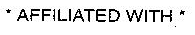 * AFFILIATED WITH *